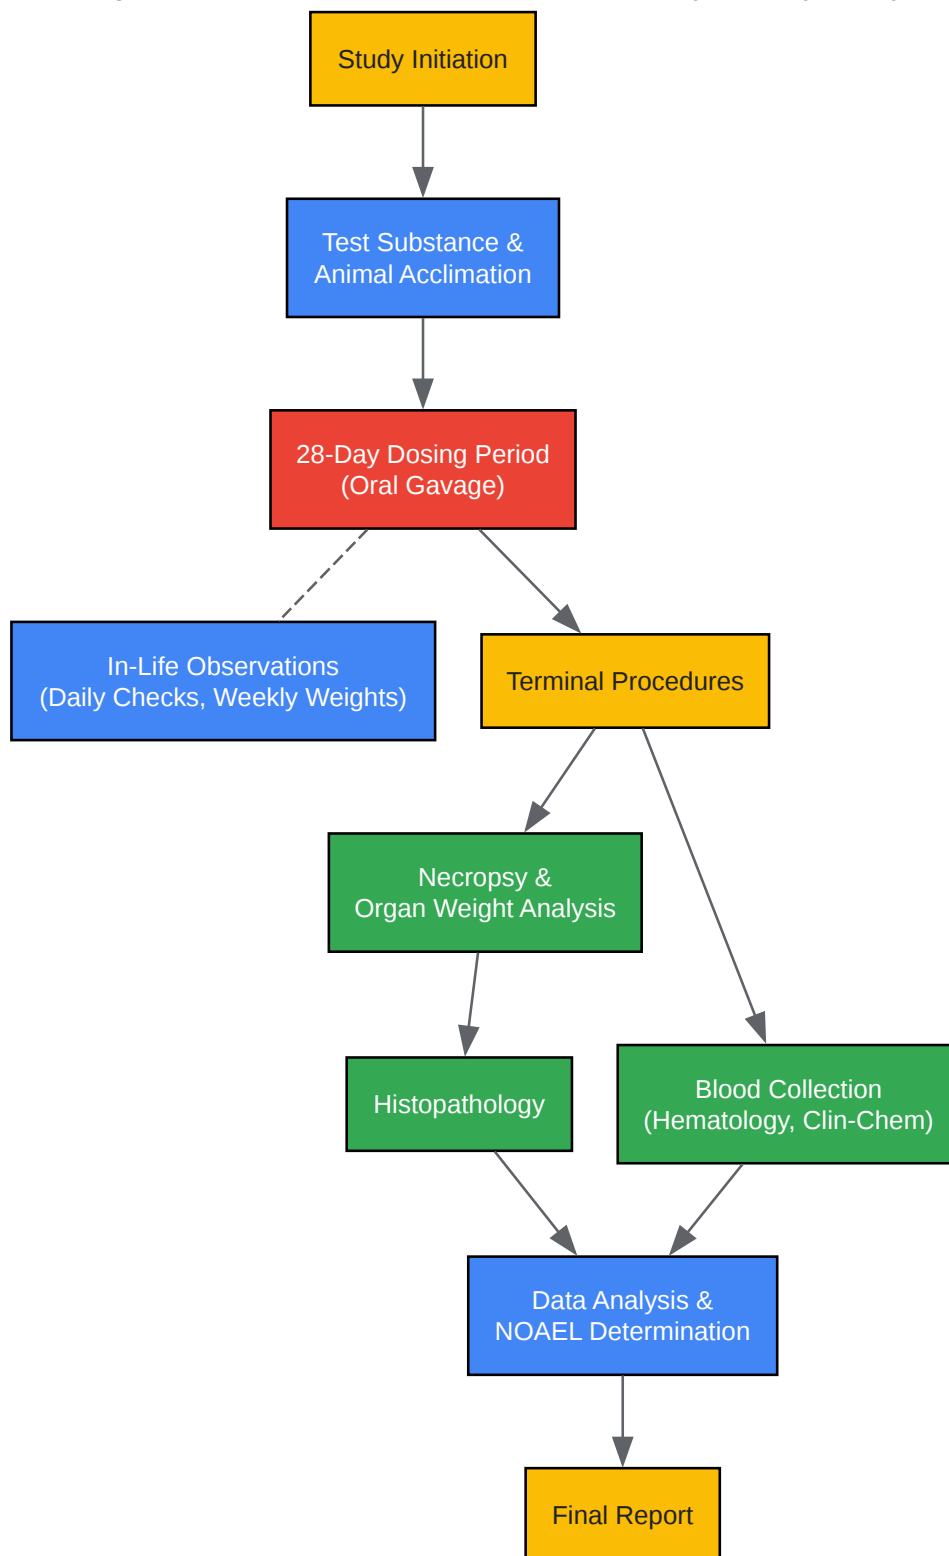 Study Initiation
Test Substance &
Animal Acclimation
28-Day Dosing Period
(Oral Gavage)
In-Life Observations
(Daily Checks, Weekly Weights)
Terminal Procedures
Necropsy &
Organ Weight Analysis
Histopathology
Blood Collection
(Hematology, Clin-Chem)
Data Analysis &
NOAEL Determination
Final Report